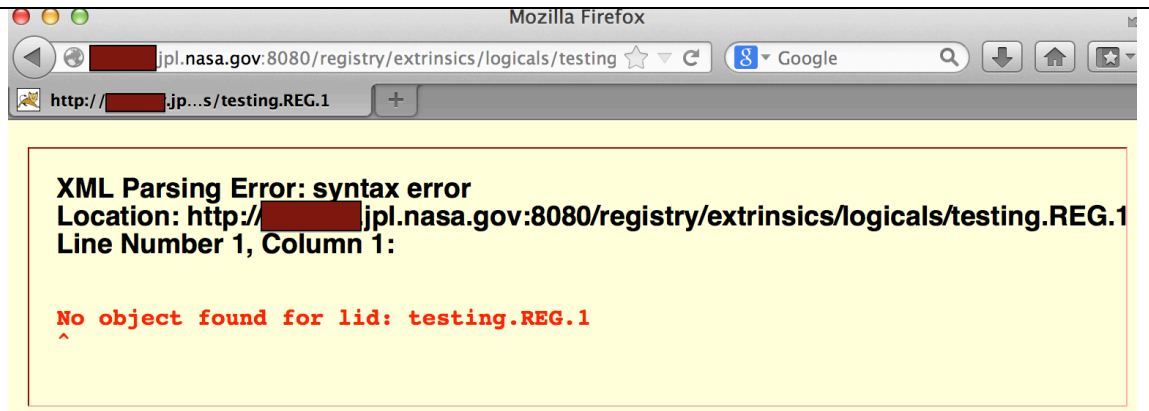 Mozilla Firefox
jpl.nasa.gov:8080/registry/extrinsics/logicals/testing
Google
http://
.jp...s/testing.REG.1
XML Parsing Error: syntax error
Location: http://
.jpl.nasa.gov:8080/registry/extrinsics/logicals/testing.REG.1
Line Number 1, Column 1:
No object found for lid: testing.REG.1
^